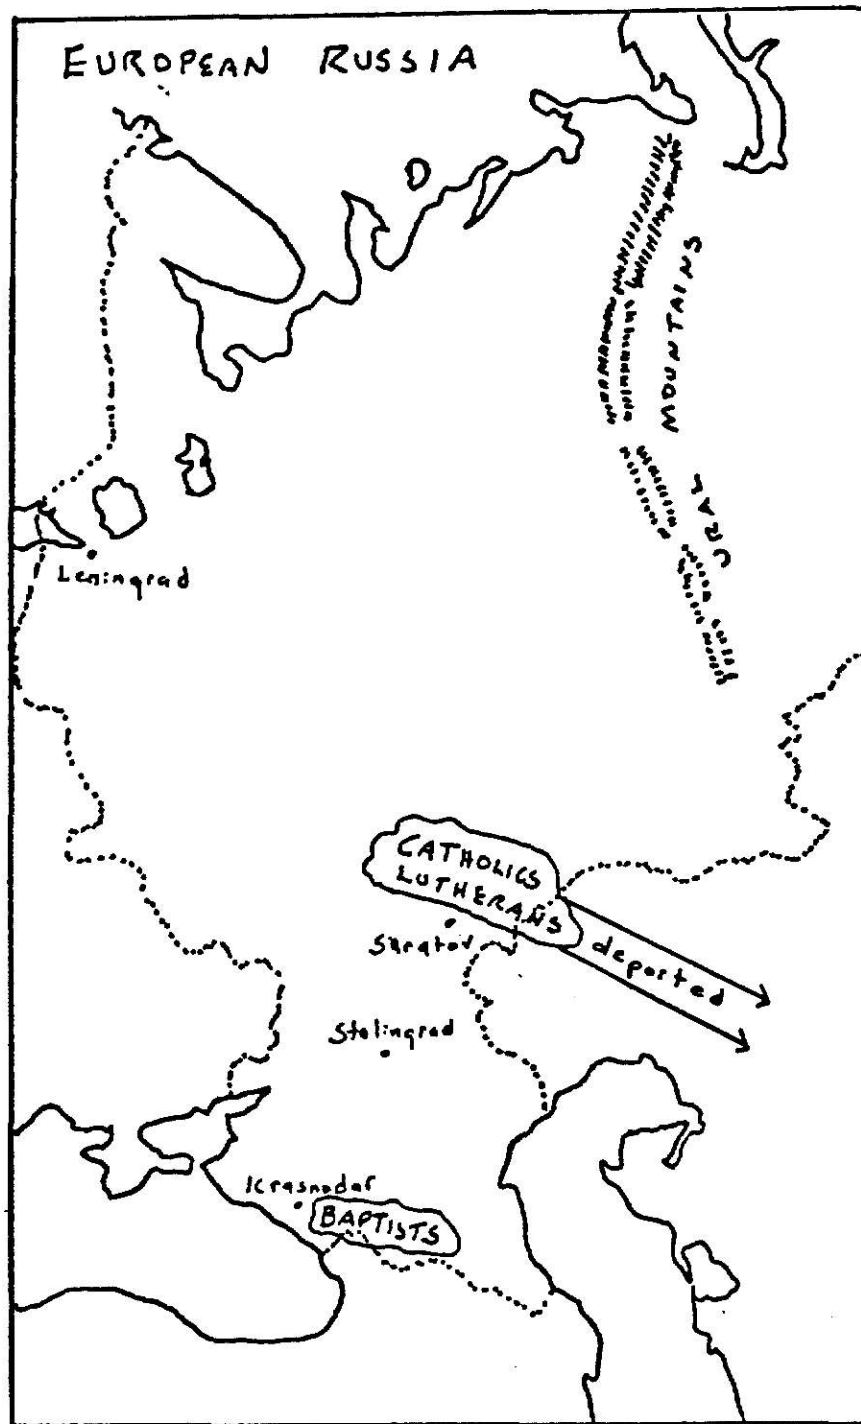 EUROPEAN RUSSIA
URAL MOUNTAINS
Leningrad
CATHOLICS
LUTHERANS
Saratov
deported
Stalingrad
Krasnodar
BAPTISTS